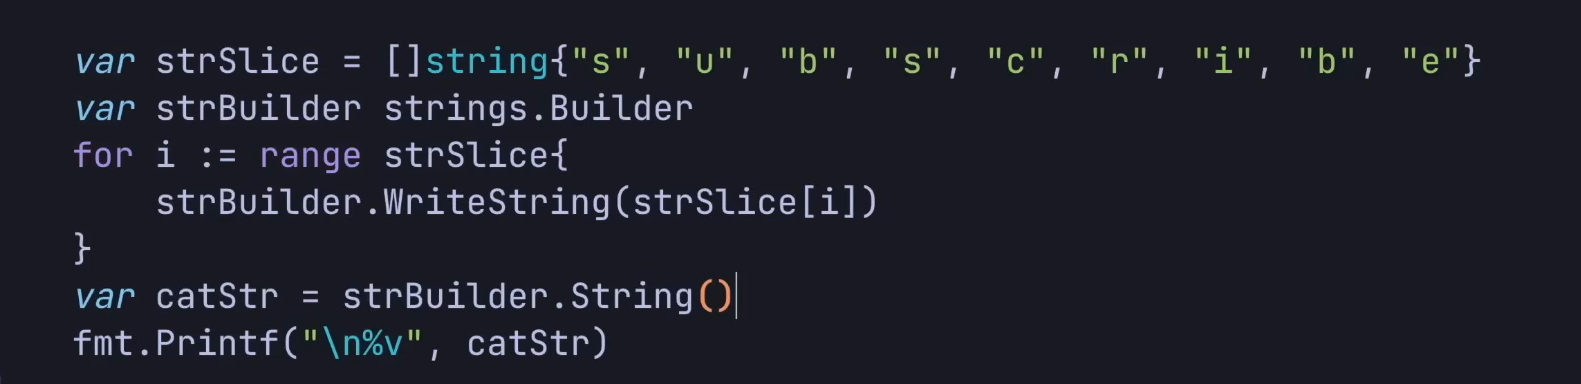 var strSlice = []string{"s", "u", "b", "s", "c", "r", "i", "b", "e"}
var strBuilder strings.Builder
for i := range strSlice{
    strBuilder.WriteString(strSlice[i])
}
var catStr = strBuilder.String()
fmt.Printf("\n%v", catStr)